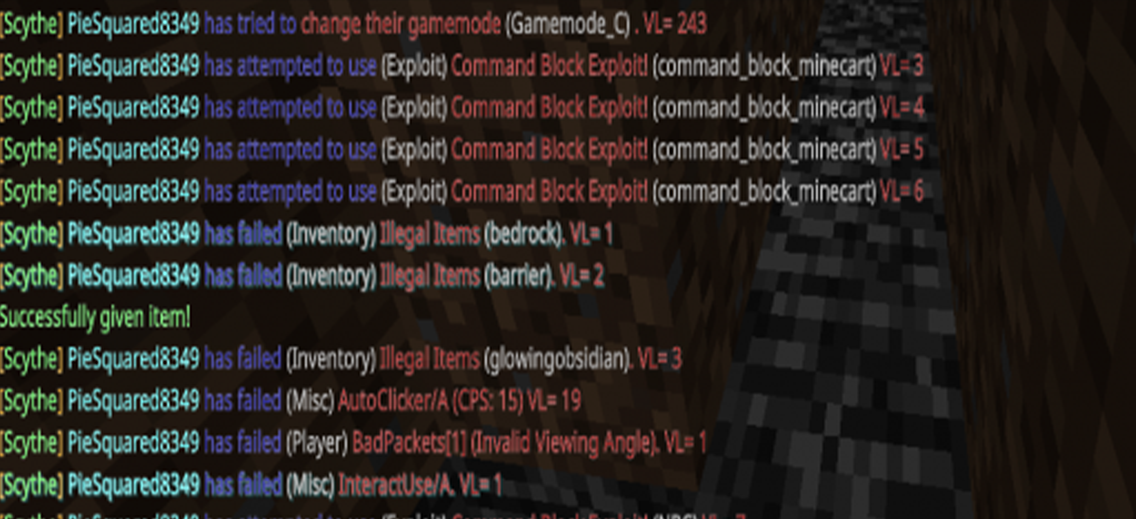 [Scythe] PieSquared8349 has tried to change their gamemode (Gamemode_C) . VL= 243
[Scythe] PieSquared8349 has attempted to use (Exploit) Command Block Exploit! (command_block_minecart) VL= 3
[Scythe] PieSquared8349 has attempted to use (Exploit) Command Block Exploit! (command_block_minecart) VL= 4
[Scythe] PieSquared8349 has attempted to use (Exploit) Command Block Exploit! (command_block_minecart) VL= 5
[Scythe] PieSquared8349 has attempted to use (Exploit) Command Block Exploit! (command_block_minecart) VL= 6
[Scythe] PieSquared8349 has failed (Inventory) Illegal Items (bedrock). VL= 1
[Scythe] PieSquared8349 has failed (Inventory) Illegal Items (barrier). VL= 2
Successfully given item!
[Scythe] PieSquared8349 has failed (Inventory) Illegal Items (glowingobsidian). VL= 3
[Scythe] PieSquared8349 has failed (Misc) AutoClicker/A (CPS: 15) VL= 19
[Scythe] PieSquared8349 has failed (Player) BadPackets[1] (Invalid Viewing Angle). VL= 1
[Scythe] PieSquared8349 has failed (Misc) InteractUse/A. VL= 1